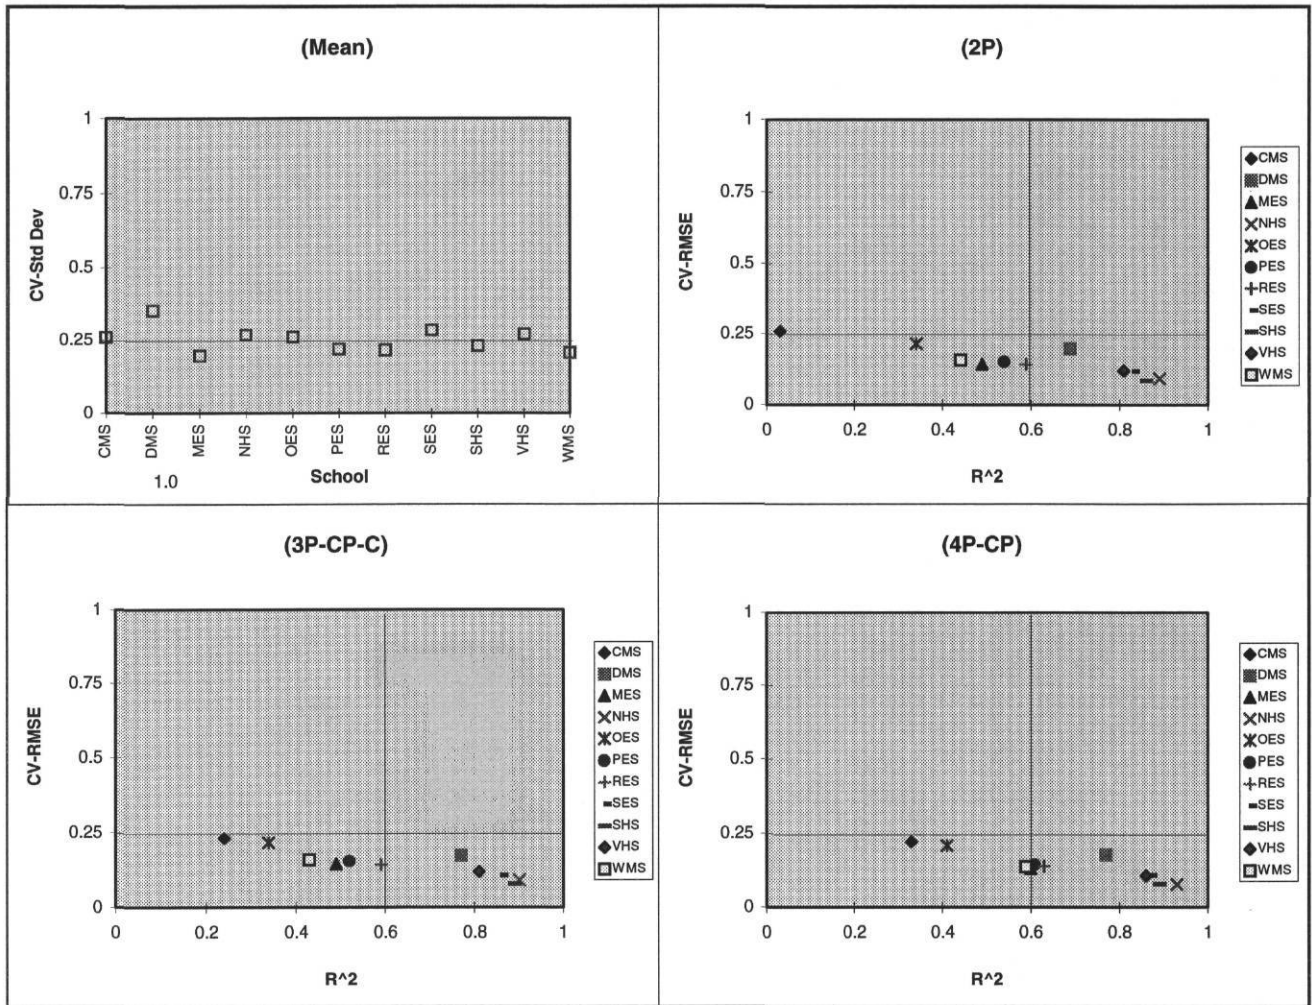 (Mean)
1
0.75
0.5
0.25
0
CV-Std Dev
CMS
DMS
MES
NHS
OES
PES
RES
SES
SHS
VHS
WMS
1.0
School
(2P)
1
0.75
0.5
0.25
0
CV-RMSE
0 0.2 0.4 0.6 0.8 1
R^2
CMS
DMS
MES
NHS
OES
PES
RES
SES
SHS
VHS
WMS
(3P-CP-C)
1
0.75
0.5
0.25
0
CV-RMSE
0 0.2 0.4 0.6 0.8 1
R^2
CMS
DMS
MES
NHS
OES
PES
RES
SES
SHS
VHS
WMS
(4P-CP)
1
0.75
0.5
0.25
0
CV-RMSE
0 0.2 0.4 0.6 0.8 1
R^2
CMS
DMS
MES
NHS
OES
PES
RES
SES
SHS
VHS
WMS